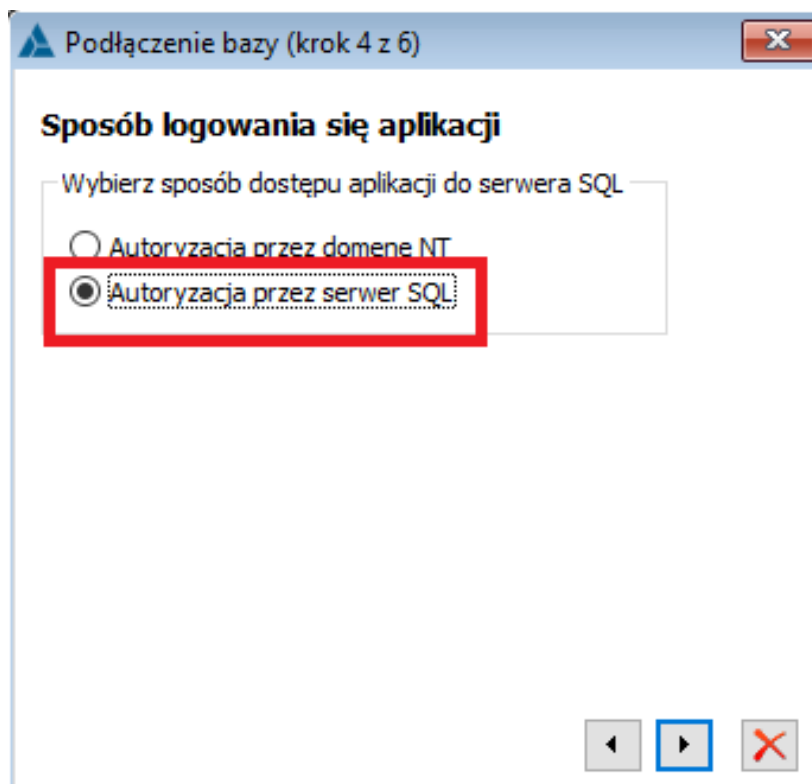 Podłączenie bazy (krok 4 z 6)
Sposób logowania się aplikacji
Wybierz sposób dostępu aplikacji do serwera SQL
Autoryzacja przez domene NT
Autoryzacja przez serwer SQL